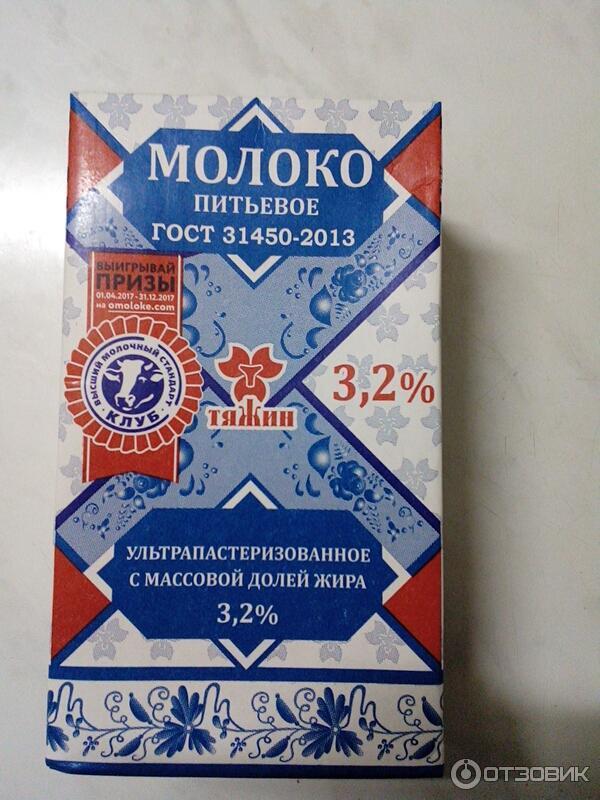 МОЛОКО
ПИТЬЕВОЕ
ГОСТ 31450-2013
ВЫИГРЫВАЙ
ПРИЗЫ
01.04.2017 - 31.12.2017
на omoloke.com
ВЫСШИЙ МОЛОЧНЫЙ СТАНДАРТ
• КЛУБ •
тяжин
3,2%
УЛЬТРАПАСТЕРИЗОВАННОЕ
С МАССОВОЙ ДОЛЕЙ ЖИРА
3,2%
ОТЗОВИК